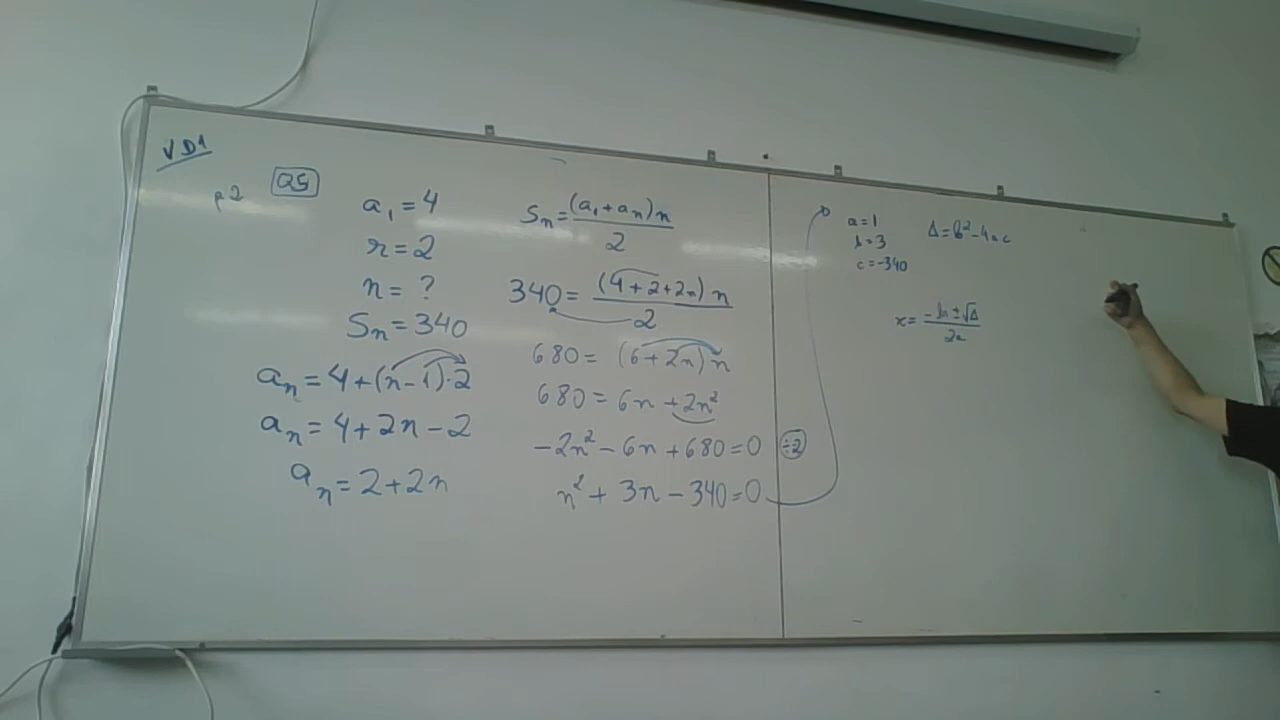 VD1
p2 Q5
a₁ = 4
r = 2
n = ?
Sₙ = 340
aₙ = 4 + (n - 1) · 2
aₙ = 4 + 2n - 2
aₙ = 2 + 2n
Sₙ = (a₁ + aₙ) n / 2
340 = (4 + 2 + 2n) n / 2
680 = (6 + 2n) n
680 = 6n + 2n²
-2n² - 6n + 680 = 0 ÷-2
n² + 3n - 340 = 0
a = 1
b = 3
c = -340
Δ = b² - 4ac
x = -b ± √Δ / 2a